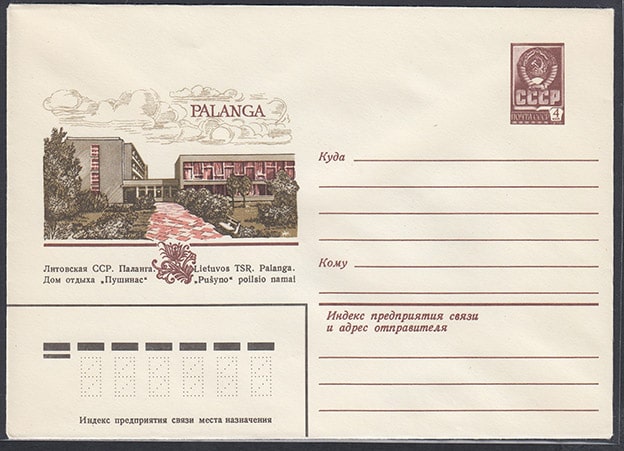 PALANGA
СССР
ПОЧТА СССР
4
Куда
Кому
Литовская ССР. Паланга.
Дом отдыха „Пушинас“
Lietuvos TSR. Palanga.
„Pušyno“ poilsio namai
Индекс предприятия связи
и адрес отправителя
Индекс предприятия связи места назначения